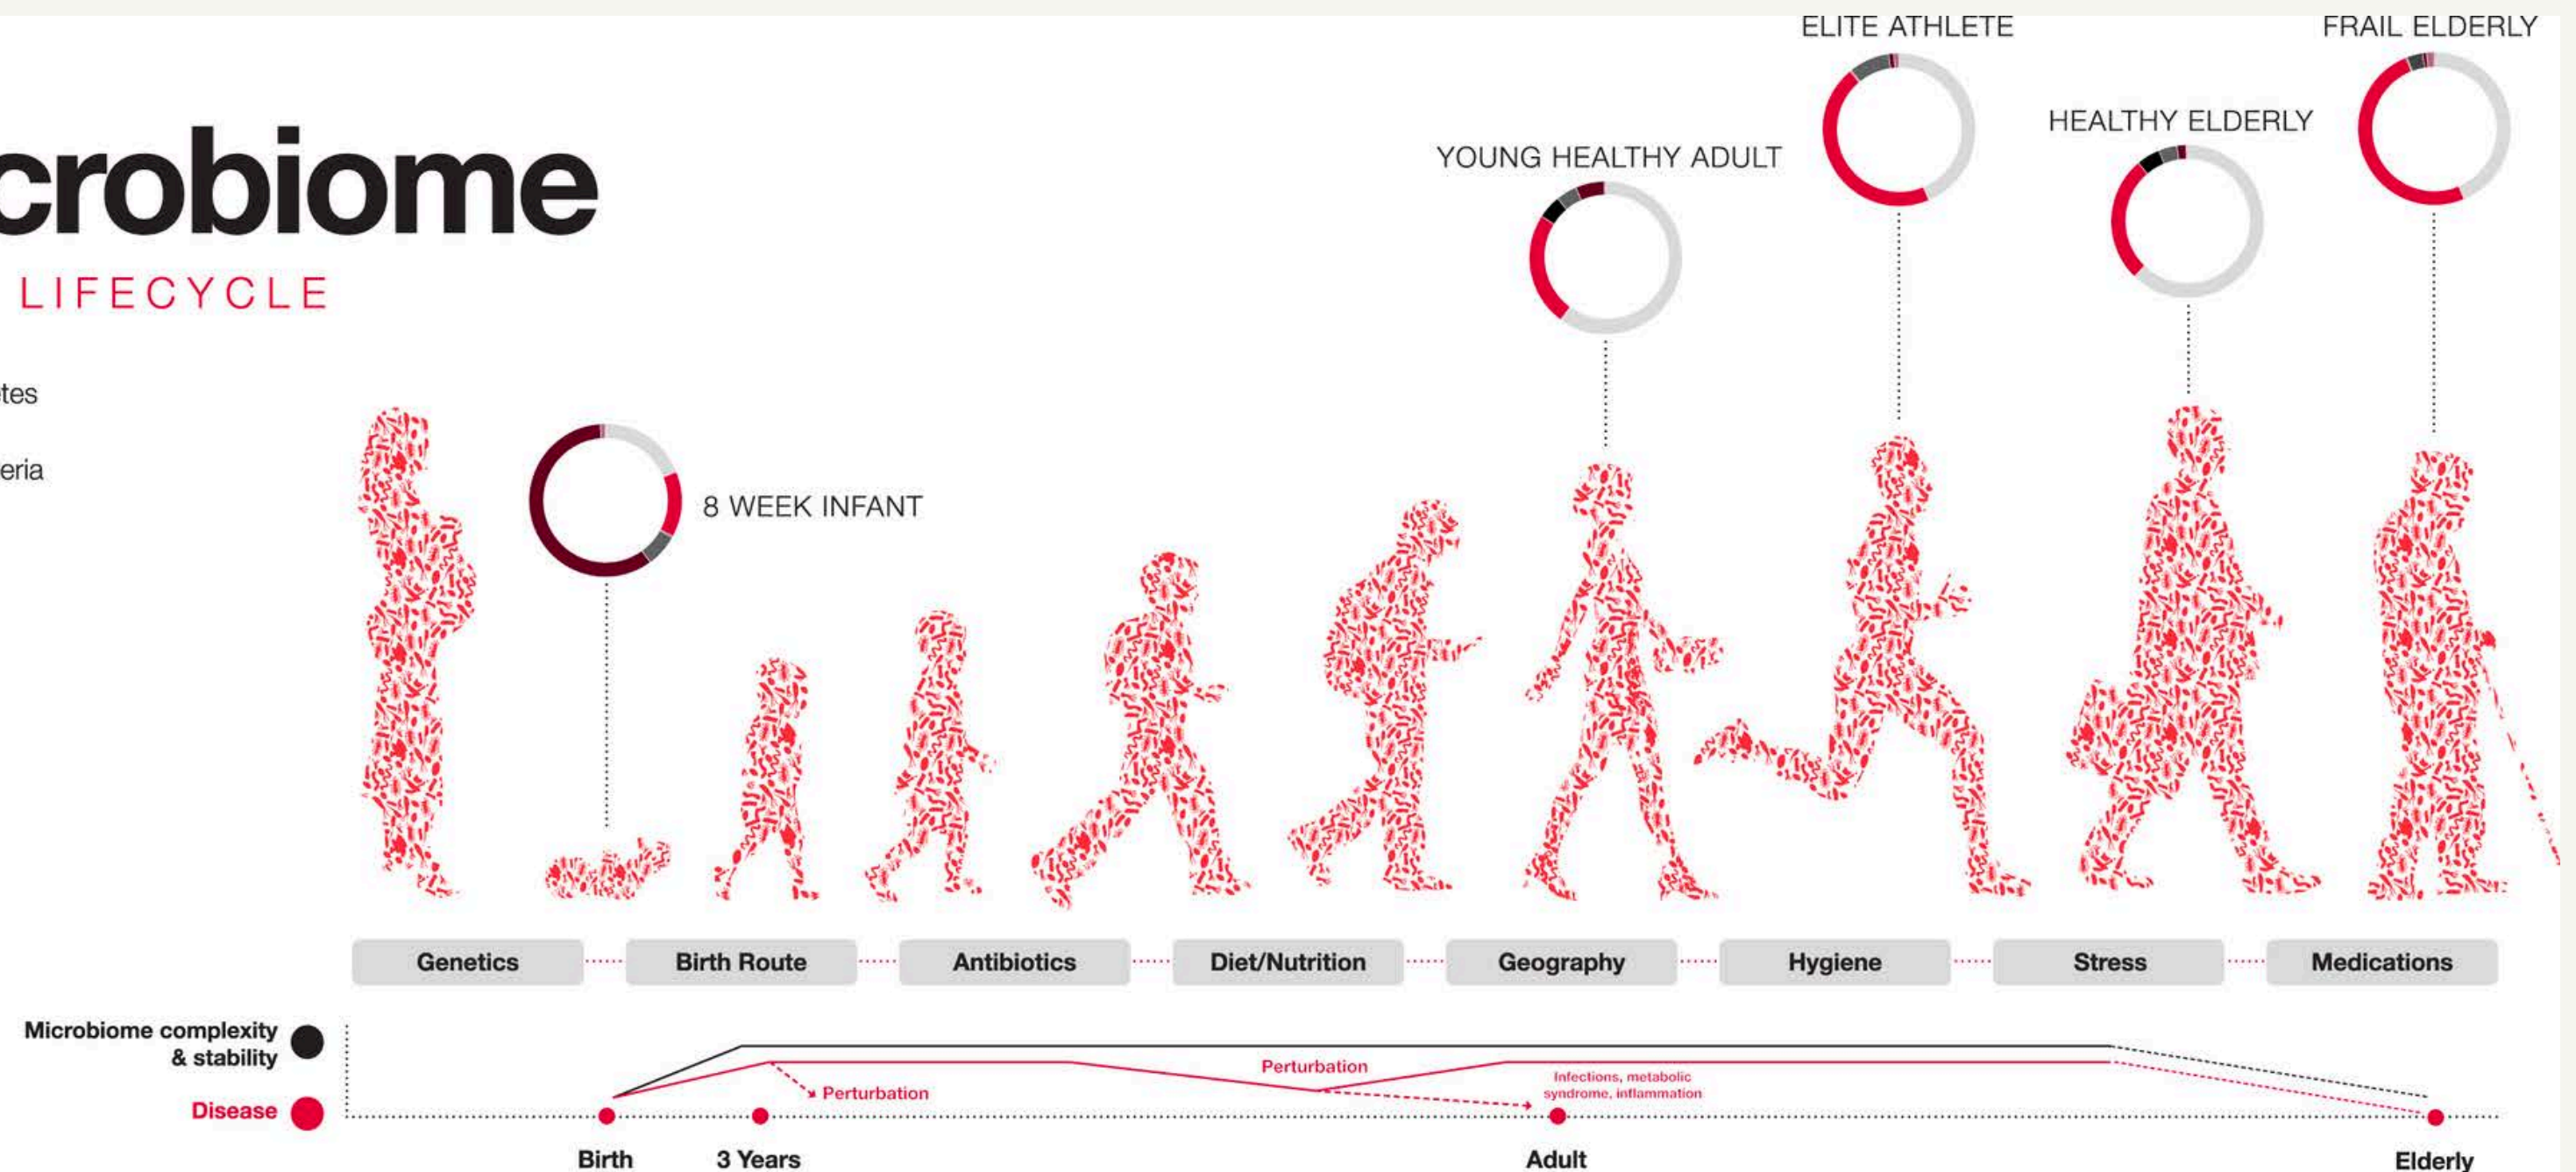 crobiome
LIFECYCLE
tes
eria
8 WEEK INFANT
YOUNG HEALTHY ADULT
ELITE ATHLETE
HEALTHY ELDERLY
FRAIL ELDERLY
Genetics
Birth Route
Antibiotics
Diet/Nutrition
Geography
Hygiene
Stress
Medications
Microbiome complexity
& stability
Disease
Perturbation
Perturbation
Infections, metabolic
syndrome, inflammation
Birth
3 Years
Adult
Elderly